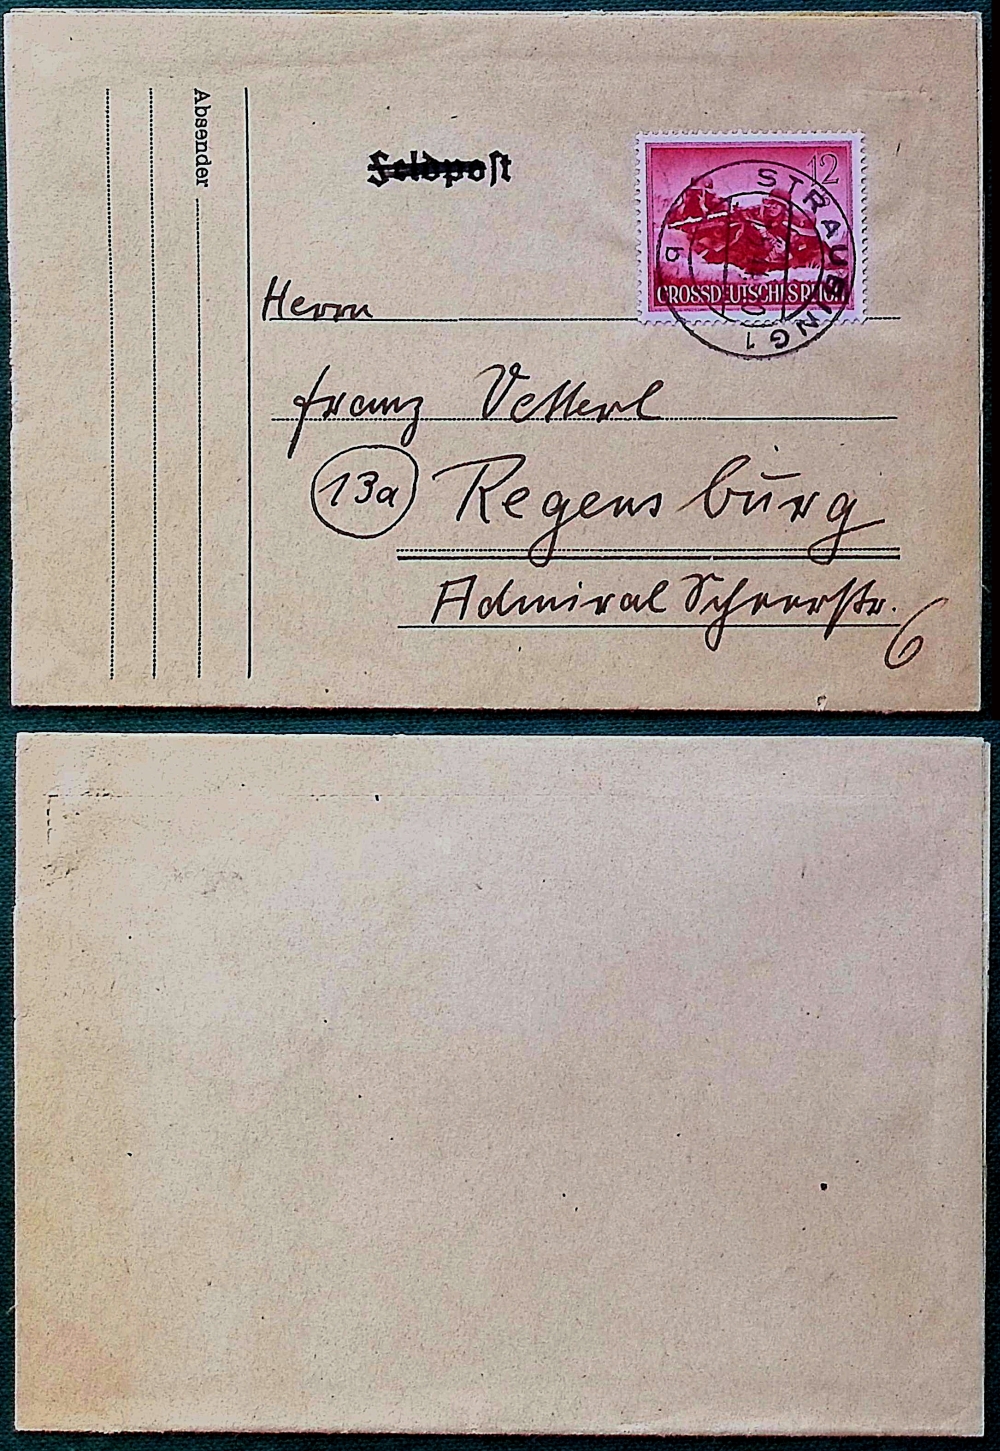 Absender
Feldpost
12
STRAUBING 1
a
GROSSDEUTSCHES REICH
Herrn
Franz Vetterl
13a Regensburg
Admiral Scheerstr.
6